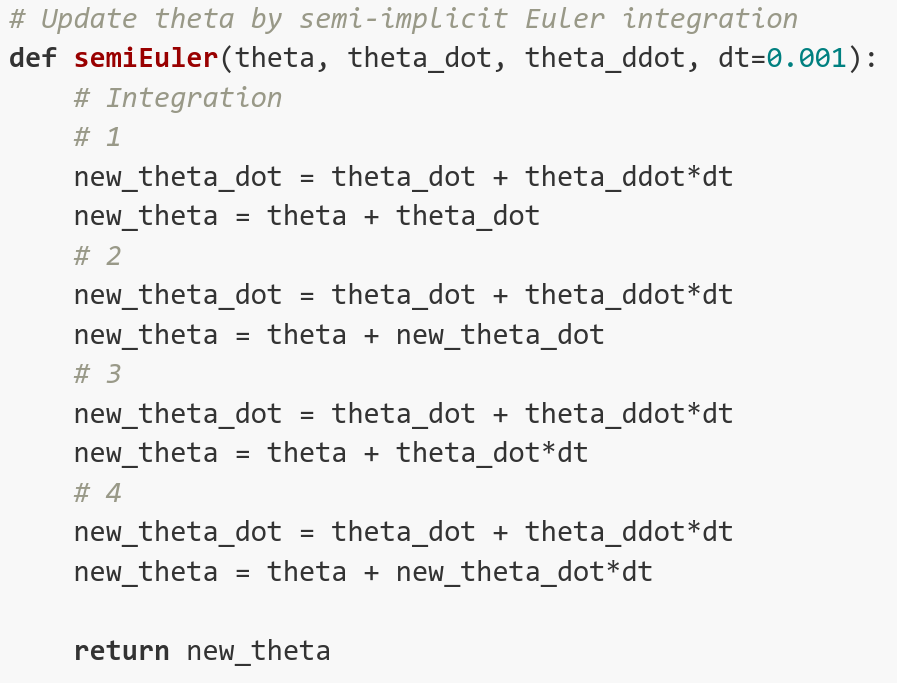 # Update theta by semi-implicit Euler integration
def semiEuler(theta, theta_dot, theta_ddot, dt=0.001):
    # Integration
    # 1
    new_theta_dot = theta_dot + theta_ddot*dt
    new_theta = theta + theta_dot
    # 2
    new_theta_dot = theta_dot + theta_ddot*dt
    new_theta = theta + new_theta_dot
    # 3
    new_theta_dot = theta_dot + theta_ddot*dt
    new_theta = theta + theta_dot*dt
    # 4
    new_theta_dot = theta_dot + theta_ddot*dt
    new_theta = theta + new_theta_dot*dt
    return new_theta